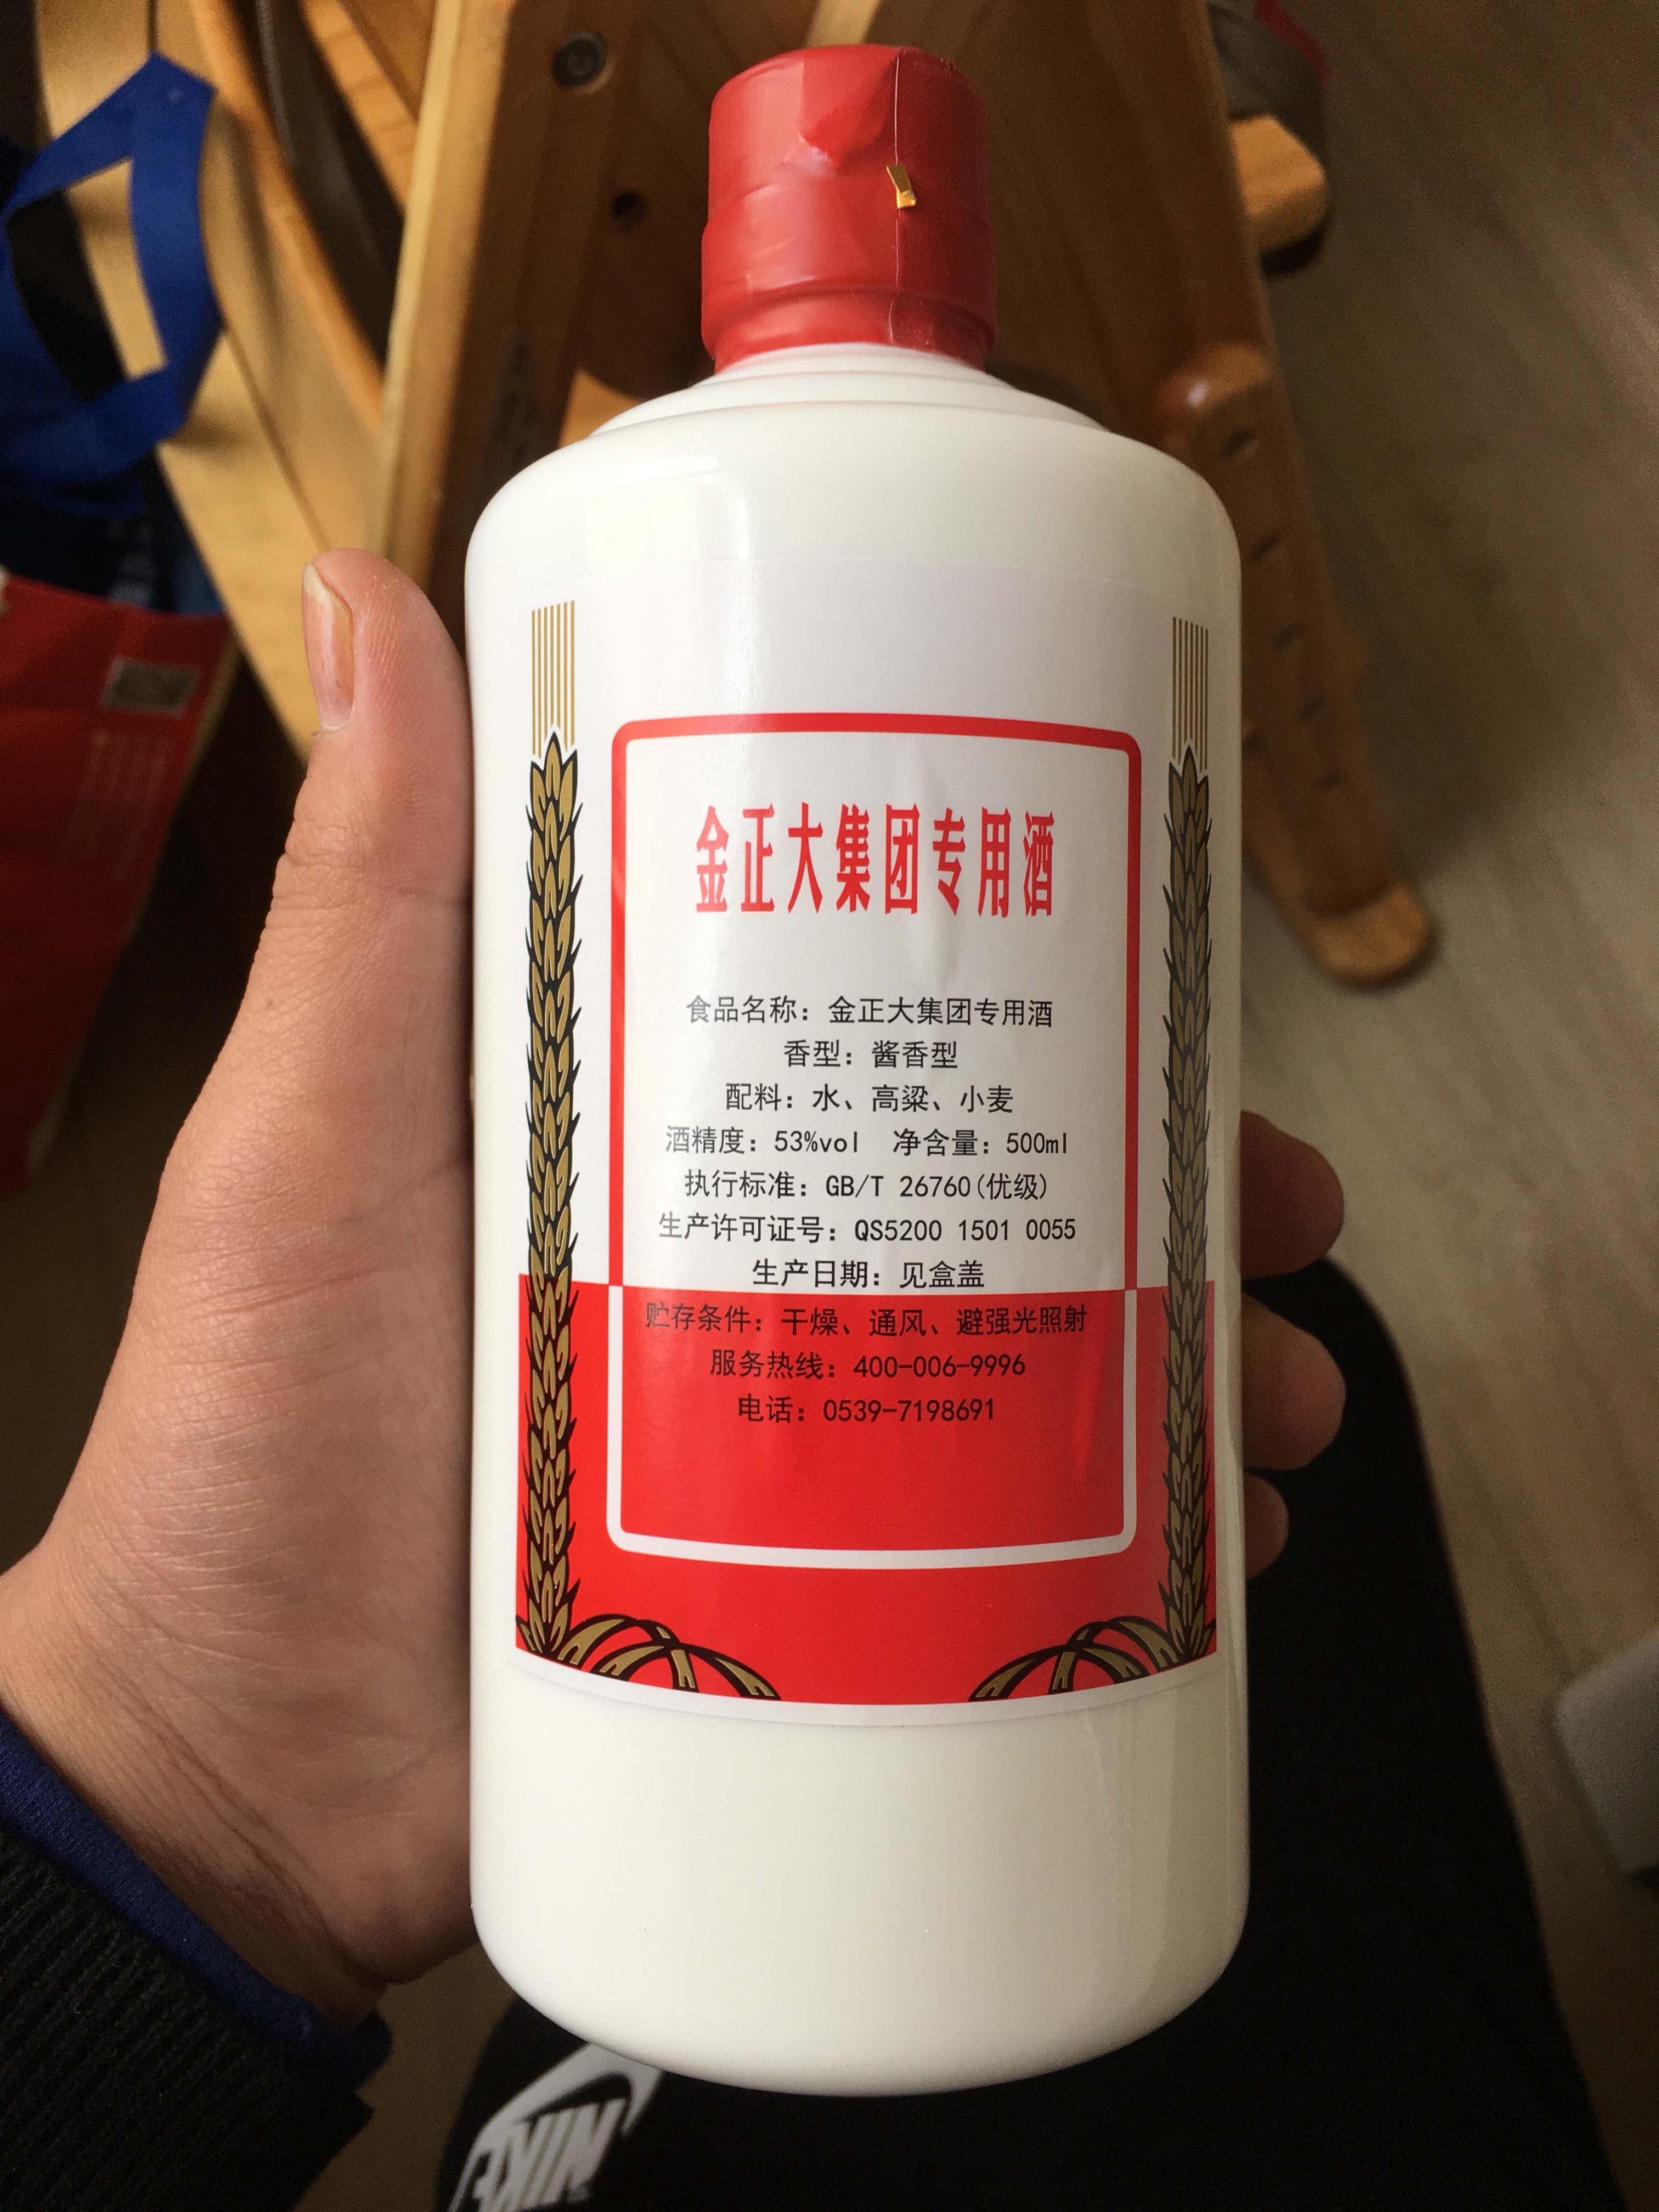 金正大集团专用酒
食品名称：金正大集团专用酒
香型：酱香型
配料：水、高粱、小麦
酒精度：53%vol 净含量：500ml
执行标准：GB/T 26760(优级)
生产许可证号：QS5200 1501 0055
生产日期：见盒盖
贮存条件：干燥、通风、避强光照射
服务热线：400-006-9996
电话：0539-7198691
NIKE